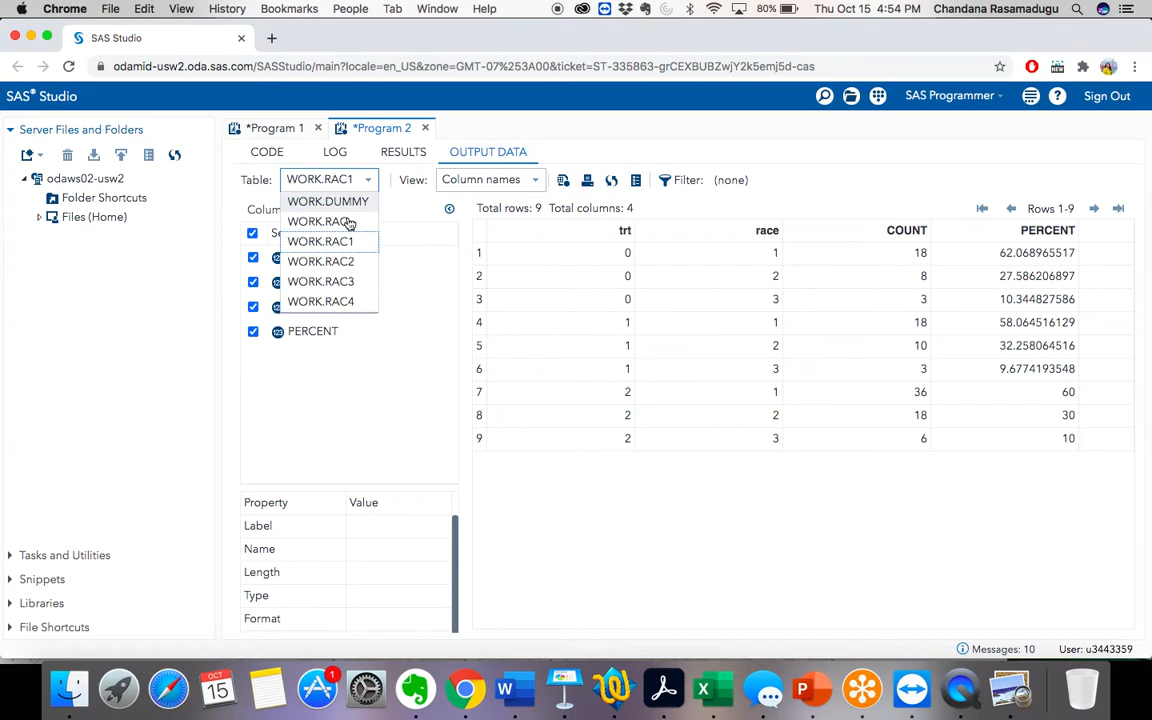 Chrome File Edit View History Bookmarks People Tab Window Help 80% Thu Oct 15 4:54 PM Chandana Rasamadugu
SAS Studio
odamid-usw2.oda.sas.com/SASStudio/main?locale=en_US&zone=GMT-07%253A00&ticket=ST-335863-grCEXBUBZwjY2k5emj5d-cas
SAS® Studio SAS Programmer Sign Out
Server Files and Folders
odaws02-usw2
Folder Shortcuts
Files (Home)
Tasks and Utilities
Snippets
Libraries
File Shortcuts
*Program 1 *Program 2
CODE LOG RESULTS OUTPUT DATA
Table: WORK.RAC1 View: Column names Filter: (none)
WORK.DUMMY
WORK.RAC1
WORK.RAC2
WORK.RAC3
WORK.RAC4
PERCENT
Property Value
Label
Name
Length
Type
Format
Total rows: 9 Total columns: 4 Rows 1-9
trt race COUNT PERCENT
1 0 1 18 62.068965517
2 0 2 8 27.586206897
3 0 3 3 10.344827586
4 1 1 18 58.064516129
5 1 2 10 32.258064516
6 1 3 3 9.6774193548
7 2 1 36 60
8 2 2 18 30
9 2 3 6 10
Messages: 10 User: u3443359
OCT
15
1